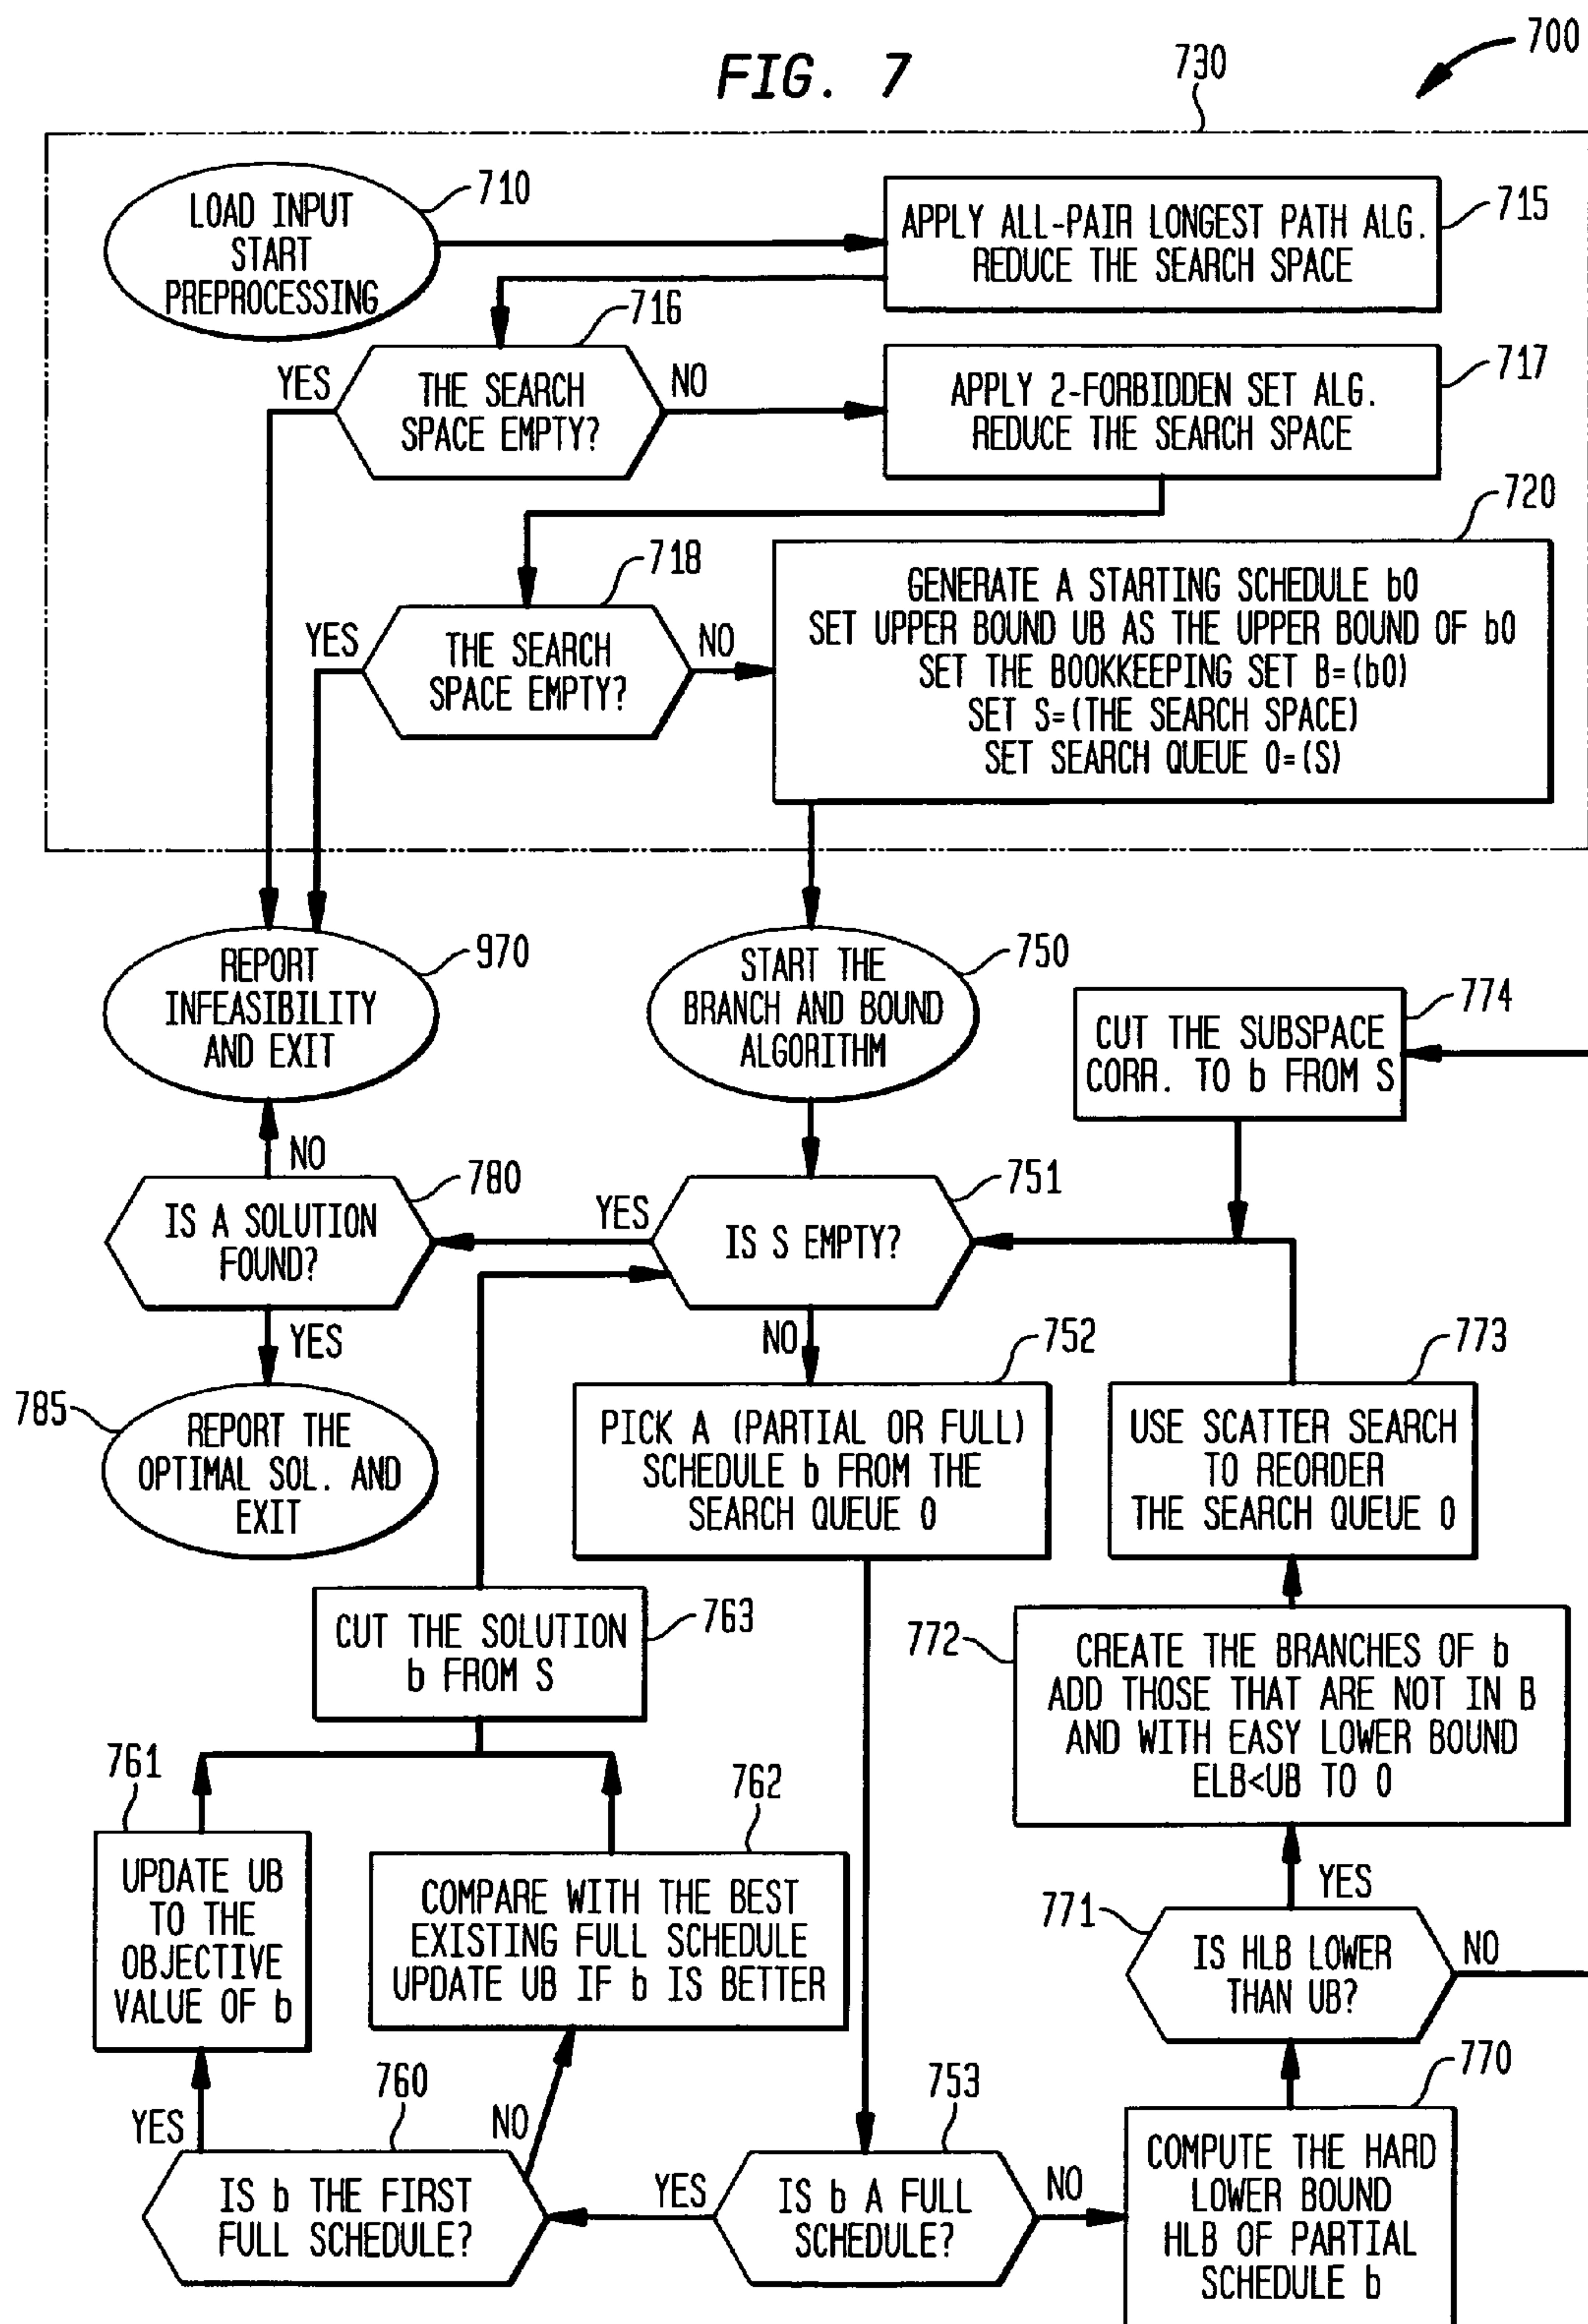 FIG. 7
700
730
LOAD INPUT
START
PREPROCESSING
710
APPLY ALL-PAIR LONGEST PATH ALG.
REDUCE THE SEARCH SPACE
715
716
YES
THE SEARCH
SPACE EMPTY?
NO
APPLY 2-FORBIDDEN SET ALG.
REDUCE THE SEARCH SPACE
717
718
YES
THE SEARCH
SPACE EMPTY?
NO
720
GENERATE A STARTING SCHEDULE b0
SET UPPER BOUND UB AS THE UPPER BOUND OF b0
SET THE BOOKKEEPING SET B=(b0)
SET S=(THE SEARCH SPACE)
SET SEARCH QUEUE 0=(S)
REPORT
INFEASIBILITY
AND EXIT
970
START THE
BRANCH AND BOUND
ALGORITHM
750
CUT THE SUBSPACE
CORR. TO b FROM S
774
NO
IS A SOLUTION
FOUND?
780
YES
YES
IS S EMPTY?
751
NO
785
REPORT THE
OPTIMAL SOL. AND
EXIT
752
PICK A (PARTIAL OR FULL)
SCHEDULE b FROM THE
SEARCH QUEUE 0
773
USE SCATTER SEARCH
TO REORDER
THE SEARCH QUEUE 0
CUT THE SOLUTION
b FROM S
763
772
CREATE THE BRANCHES OF b
ADD THOSE THAT ARE NOT IN B
AND WITH EASY LOWER BOUND
ELB<UB TO 0
761
UPDATE UB
TO THE
OBJECTIVE
VALUE OF b
762
COMPARE WITH THE BEST
EXISTING FULL SCHEDULE
UPDATE UB IF b IS BETTER
YES
771
IS HLB LOWER
THAN UB?
NO
YES
760
NO
IS b THE FIRST
FULL SCHEDULE?
YES
753
IS b A FULL
SCHEDULE?
NO
770
COMPUTE THE HARD
LOWER BOUND
HLB OF PARTIAL
SCHEDULE b